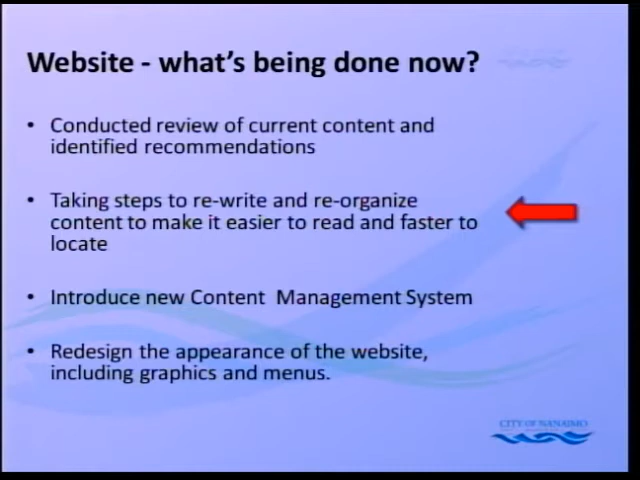 Website - what's being done now?
• Conducted review of current content and
identified recommendations
• Taking steps to re-write and re-organize
content to make it easier to read and faster to
locate
• Introduce new Content Management System
• Redesign the appearance of the website,
including graphics and menus.
CITY OF NANAIMO